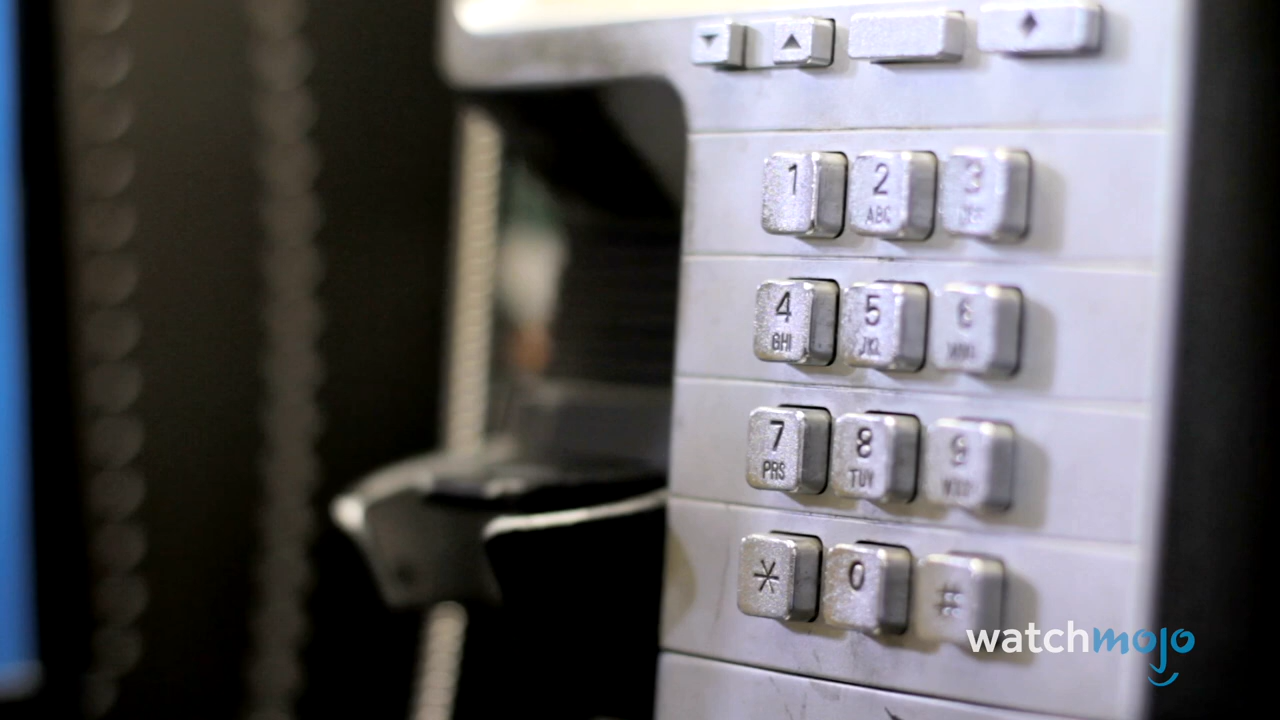 1 2 3
ABC
4 5 6
GHI JKL
7 8 9
PRS TUV
* 0 #
watchmojo